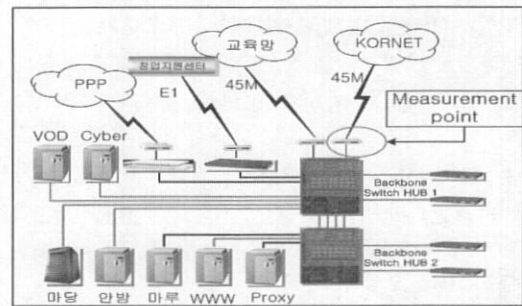 교육망
KORNET
창업지원센터
PPP
E1
45M
45M
Measurement
point
VOD
Cyber
Backbone
Switch HUB 1
Backbone
Switch HUB 2
마당
안방
마루
WWW
Proxy